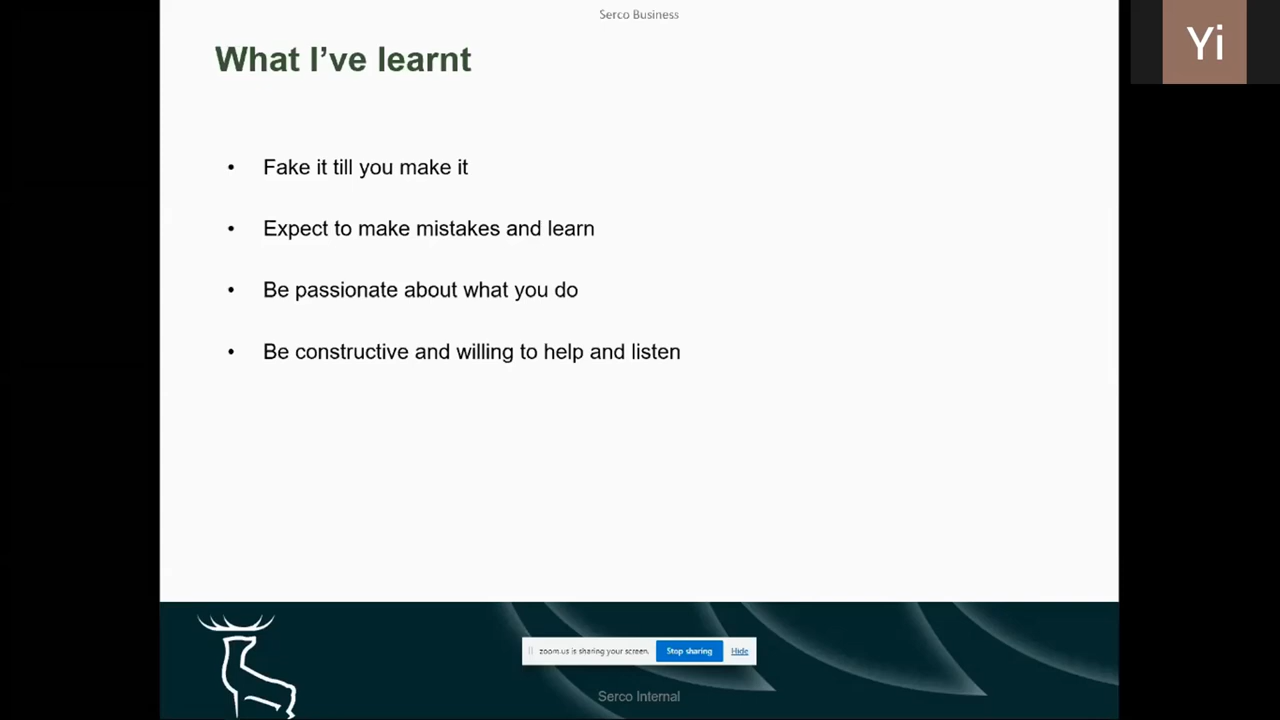 Serco Business
Yi
What I've learnt
• Fake it till you make it
• Expect to make mistakes and learn
• Be passionate about what you do
• Be constructive and willing to help and listen
zoom.us is sharing your screen. Stop sharing Hide
Serco Internal